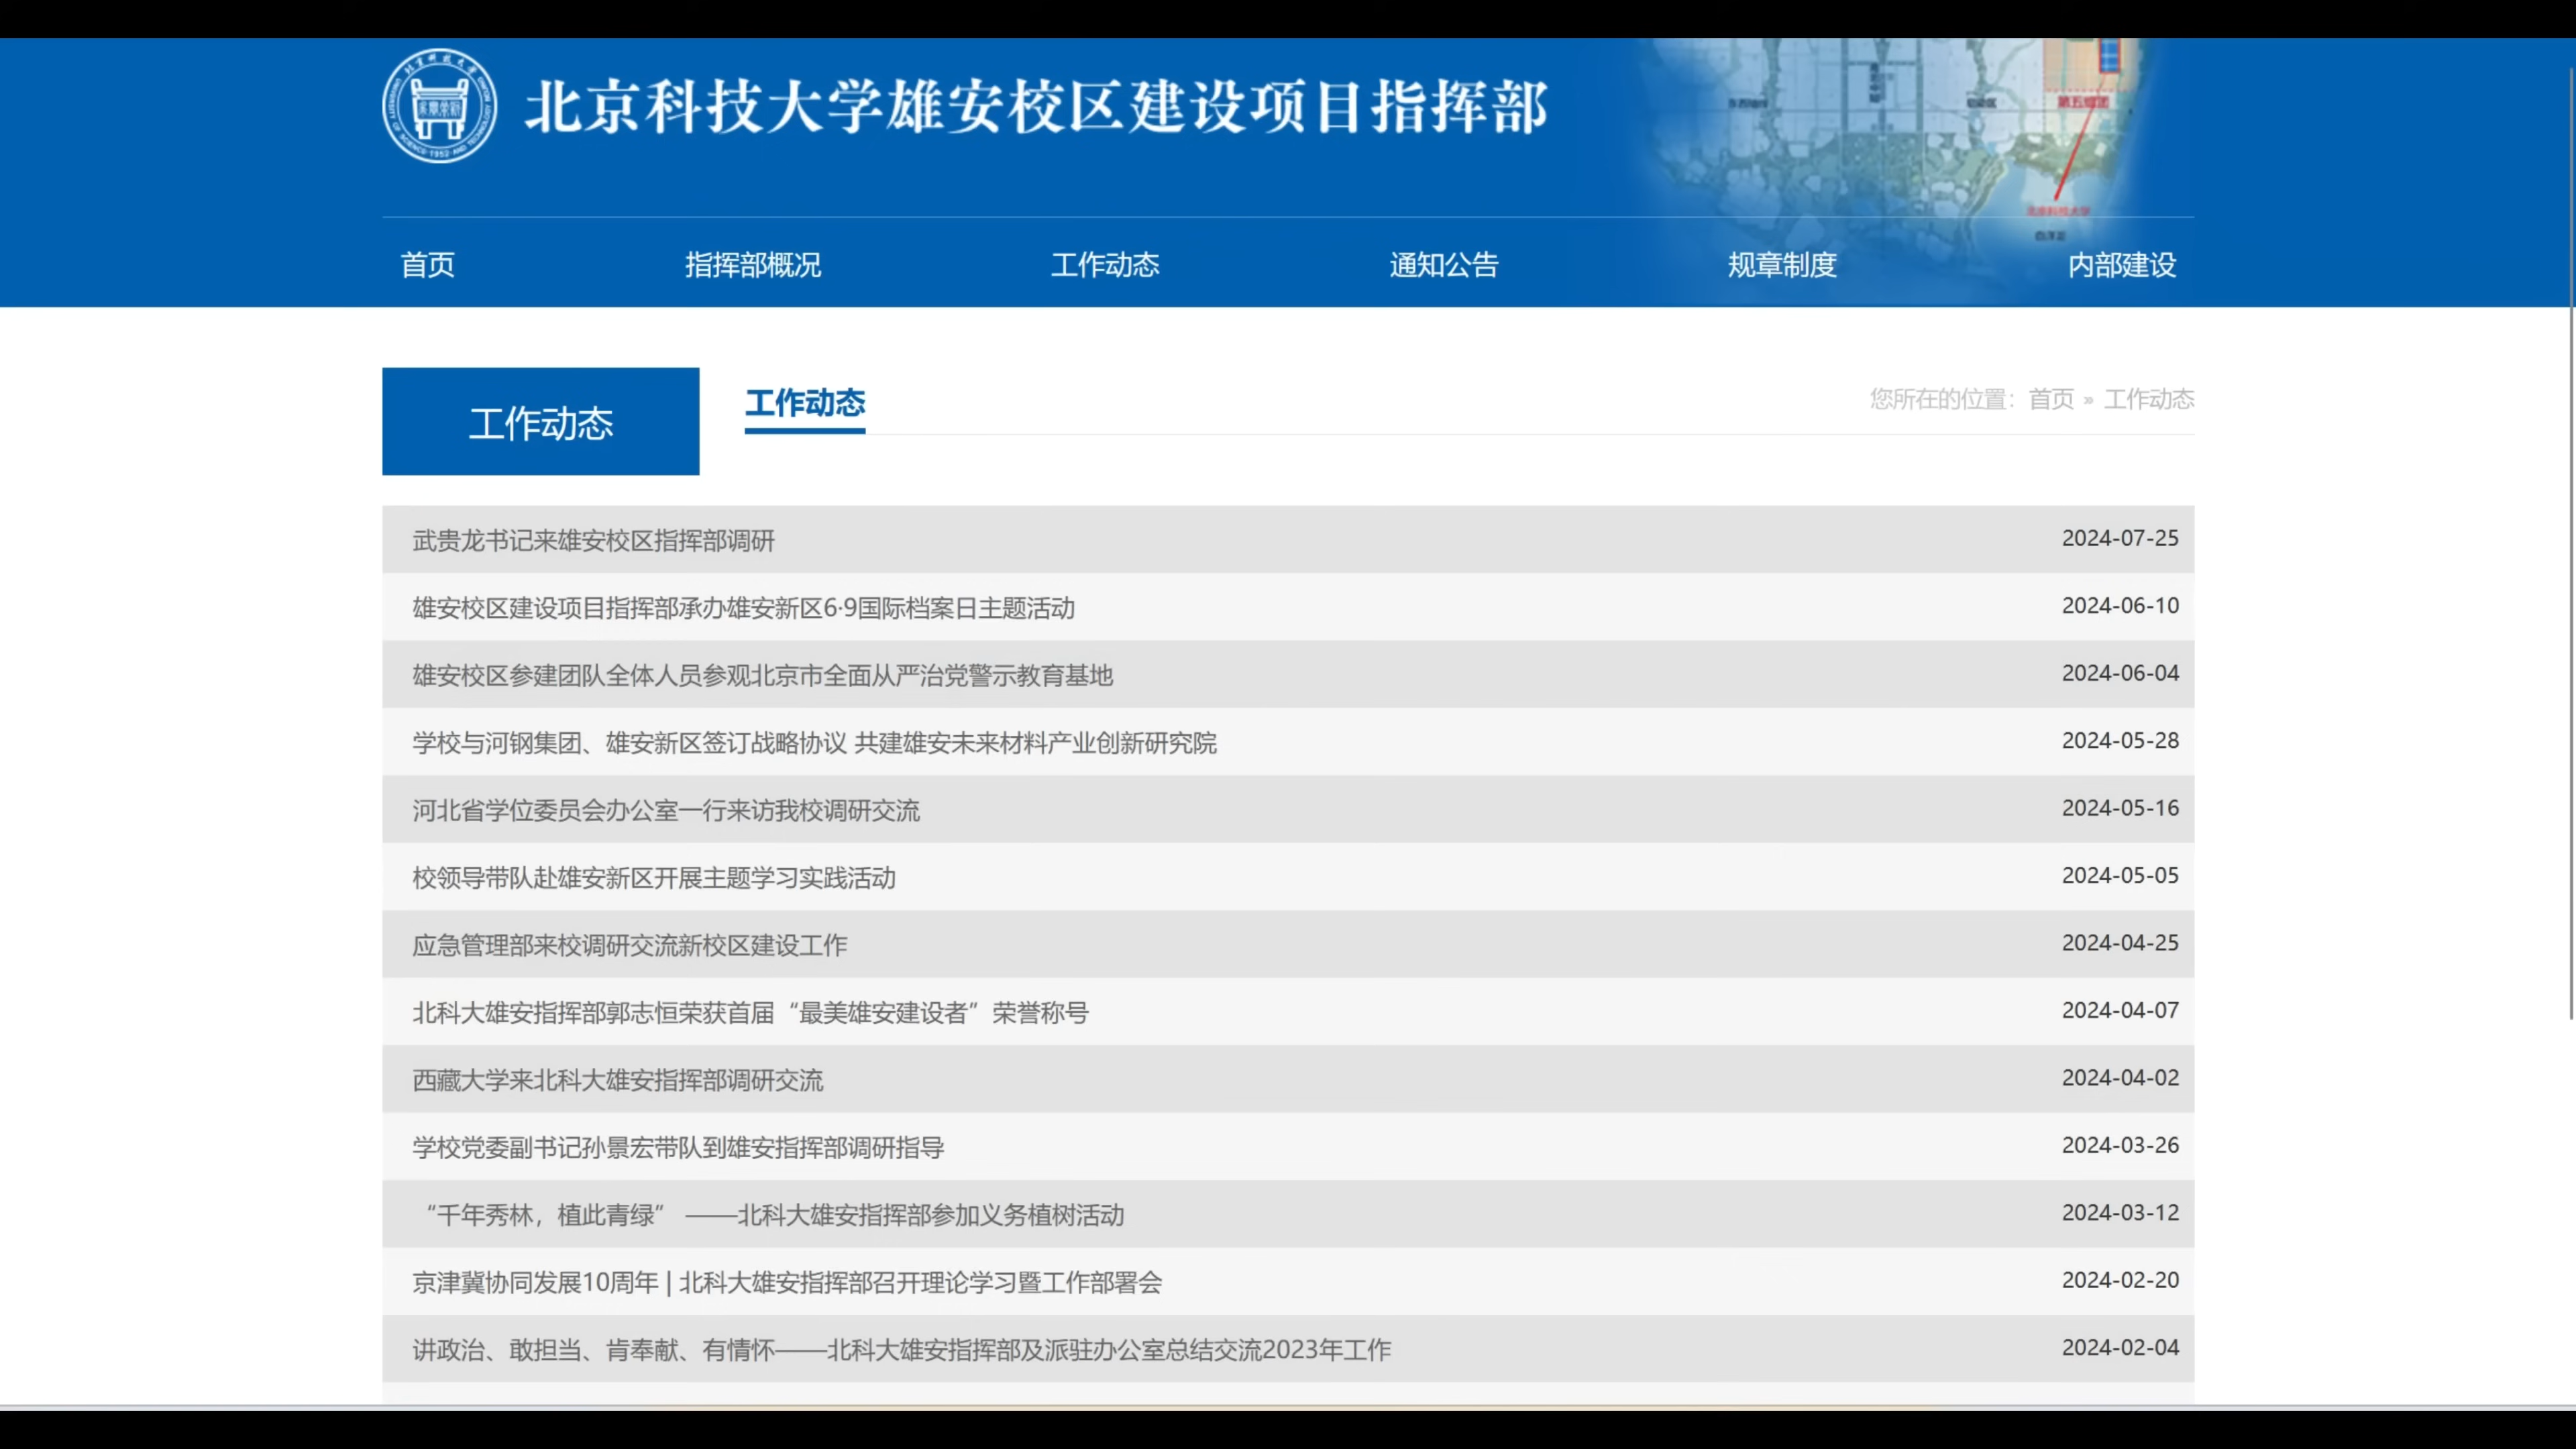 北京科技大学雄安校区建设项目指挥部
第五组团
北京科技大学
白洋淀
首页 指挥部概况 工作动态 通知公告 规章制度 内部建设
工作动态
工作动态
您所在的位置：首页 » 工作动态
武贵龙书记来雄安校区指挥部调研 2024-07-25
雄安校区建设项目指挥部承办雄安新区6·9国际档案日主题活动 2024-06-10
雄安校区参建团队全体人员参观北京市全面从严治党警示教育基地 2024-06-04
学校与河钢集团、雄安新区签订战略协议 共建雄安未来材料产业创新研究院 2024-05-28
河北省学位委员会办公室一行来访我校调研交流 2024-05-16
校领导带队赴雄安新区开展主题学习实践活动 2024-05-05
应急管理部来校调研交流新校区建设工作 2024-04-25
北科大雄安指挥部郭志恒荣获首届“最美雄安建设者”荣誉称号 2024-04-07
西藏大学来北科大雄安指挥部调研交流 2024-04-02
学校党委副书记孙景宏带队到雄安指挥部调研指导 2024-03-26
“千年秀林，植此青绿” ——北科大雄安指挥部参加义务植树活动 2024-03-12
京津冀协同发展10周年 | 北科大雄安指挥部召开理论学习暨工作部署会 2024-02-20
讲政治、敢担当、肯奉献、有情怀——北科大雄安指挥部及派驻办公室总结交流2023年工作 2024-02-04